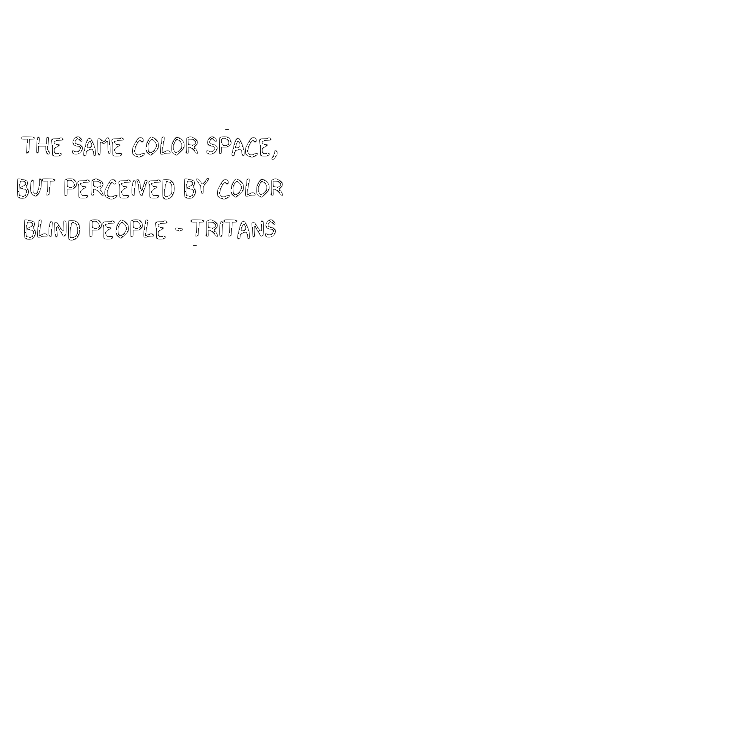 THE SAME COLOR SPACE,
BUT PERCEIVED BY COLOR
BLIND PEOPLE - TRITANS